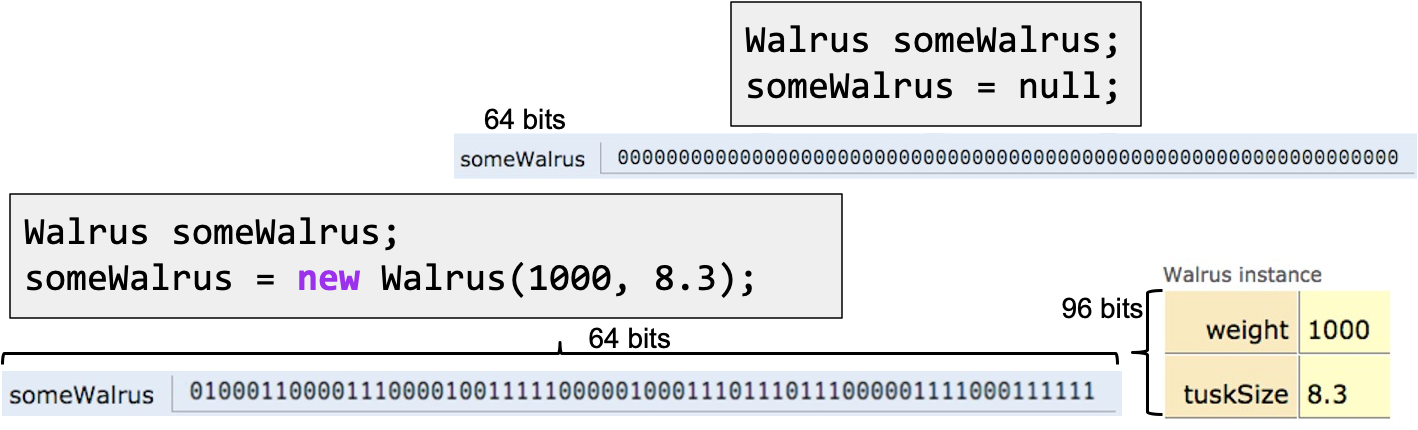 Walrus someWalrus;
someWalrus = null;
64 bits
someWalrus 0000000000000000000000000000000000000000000000000000000000000000
Walrus someWalrus;
someWalrus = new Walrus(1000, 8.3);
64 bits
someWalrus 0100011000011100001001111100000100011101110111000001111000111111
Walrus instance
96 bits
weight 1000
tuskSize 8.3